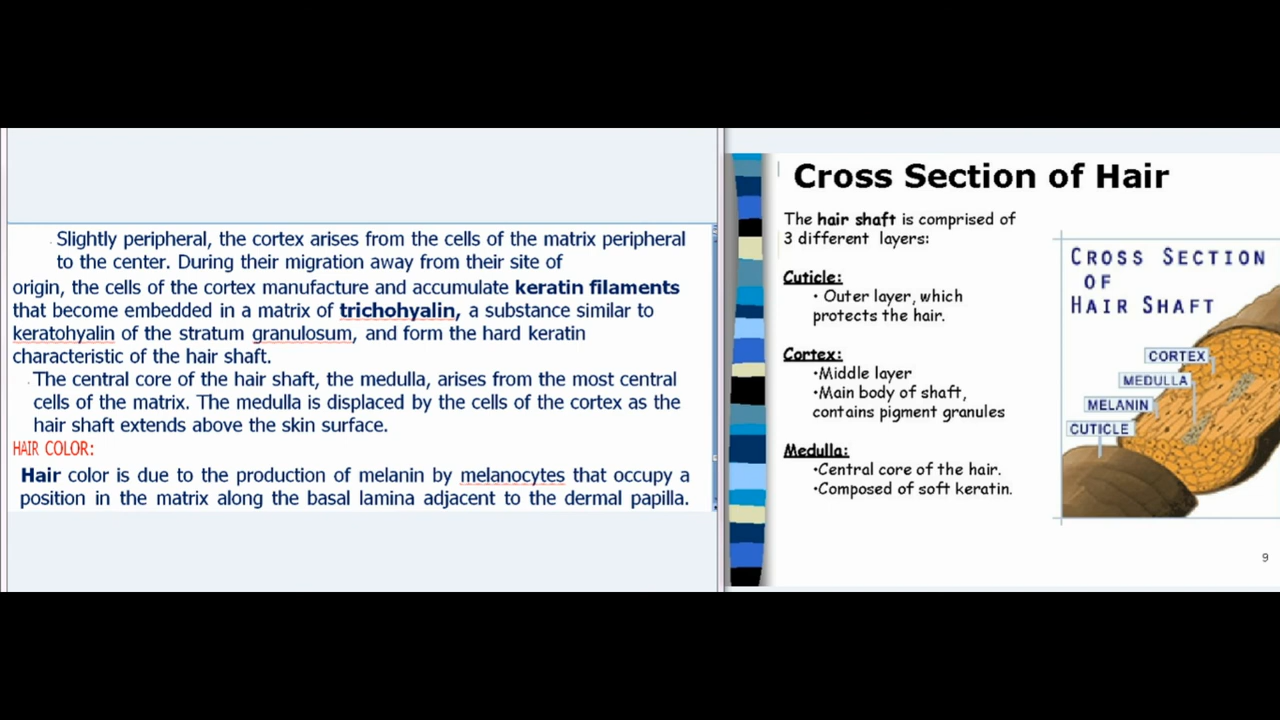 Slightly peripheral, the cortex arises from the cells of the matrix peripheral
to the center. During their migration away from their site of
origin, the cells of the cortex manufacture and accumulate keratin filaments
that become embedded in a matrix of trichohyalin, a substance similar to
keratohyalin of the stratum granulosum, and form the hard keratin
characteristic of the hair shaft.
The central core of the hair shaft, the medulla, arises from the most central
cells of the matrix. The medulla is displaced by the cells of the cortex as the
hair shaft extends above the skin surface.
HAIR COLOR:
Hair color is due to the production of melanin by melanocytes that occupy a
position in the matrix along the basal lamina adjacent to the dermal papilla.
Cross Section of Hair
The hair shaft is comprised of
3 different layers:
Cuticle:
•Outer layer, which
protects the hair.
Cortex:
•Middle layer
•Main body of shaft,
contains pigment granules
Medulla:
•Central core of the hair.
•Composed of soft keratin.
CROSS SECTION
OF
HAIR SHAFT
CORTEX
MEDULLA
MELANIN
CUTICLE
9